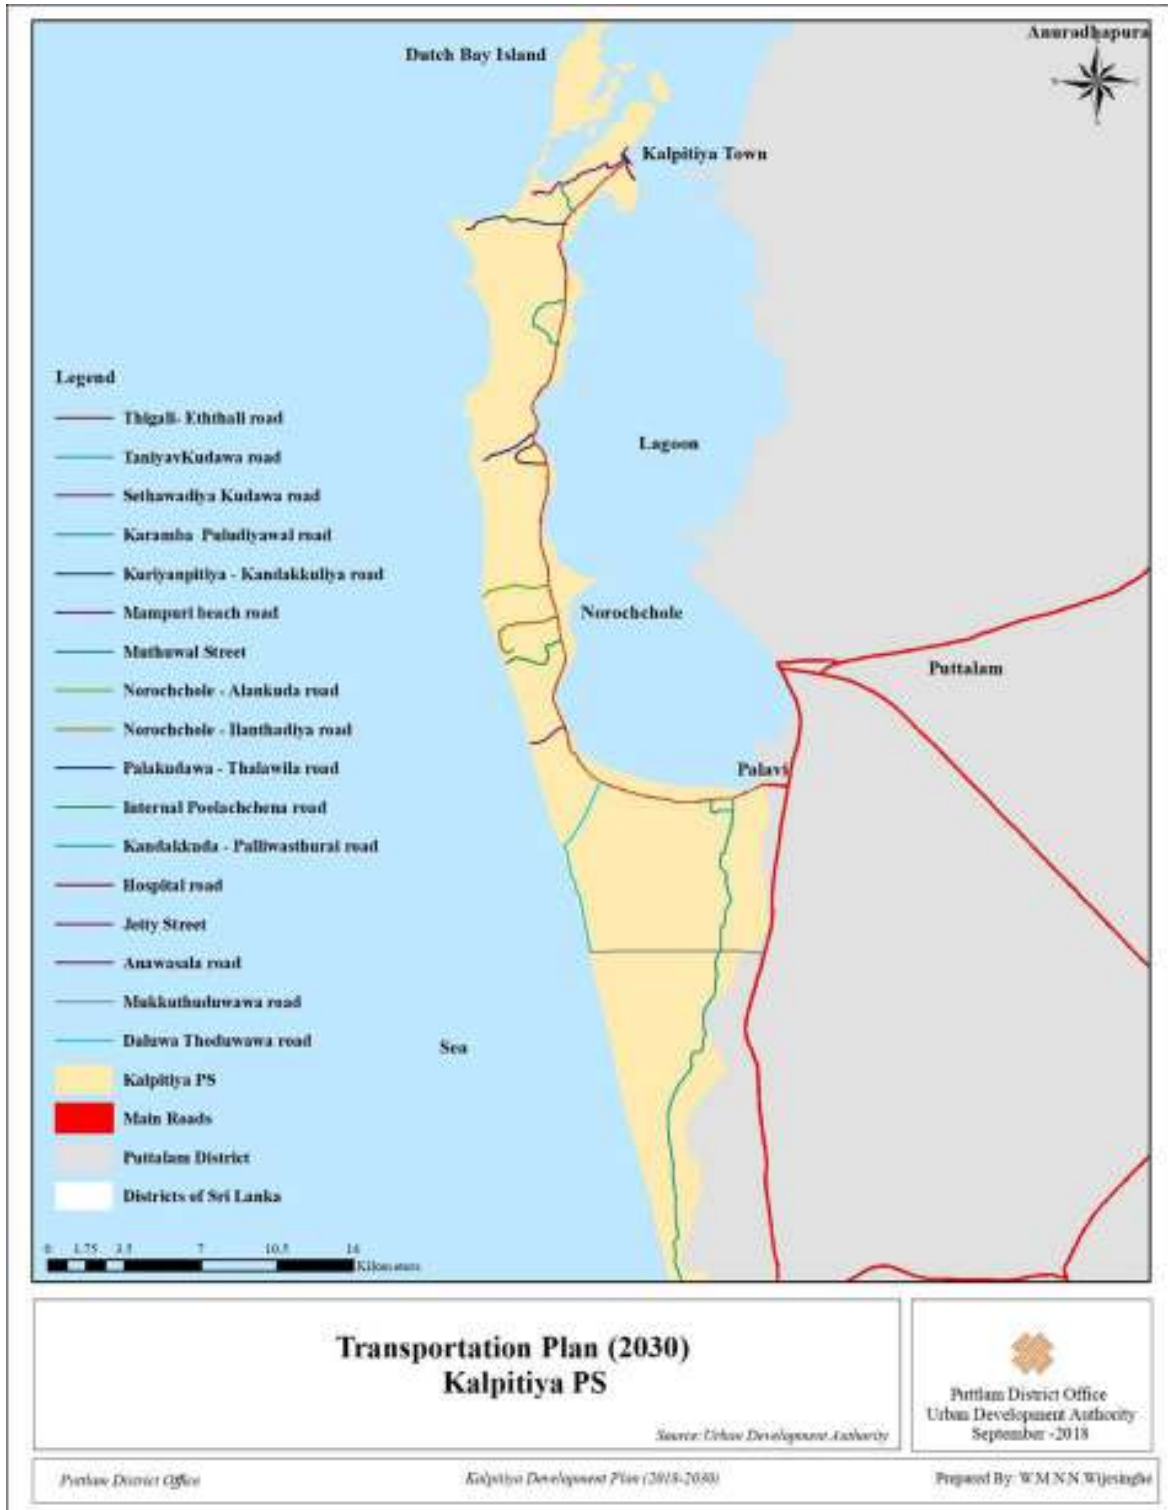 Anuradhapura
Dutch Bay Island
Kalpitiya Town
Lagoon
Norochchole
Puttalam
Palavi
Sea
Legend
Thigali- Eththali road
TaniyavKudawa road
Sethawadiya Kudawa road
Karamba Puludiyawal road
Kuriyanpitiya - Kandakkuliya road
Mampuri beach road
Muthuwal Street
Norochchole - Alankuda road
Norochchole - Ilanthadiya road
Palakudawa - Thalawila road
Internal Poolachchena road
Kandakkuda - Palliwasthurai road
Hospital road
Jetty Street
Anawasala road
Mukkuthuduwawa road
Daluwa Thoduwawa road
Kalpitiya PS
Main Roads
Puttalam District
Districts of Sri Lanka
0 1.75 3.5 7 10.5 14
Kilometers
Transportation Plan (2030)
Kalpitiya PS
Source: Urban Development Authority
Puttlam District Office
Urban Development Authority
September -2018
Puttlam District Office
Kalpitiya Development Plan (2018-2030)
Prepared By: W.M.N.N.Wijesinghe